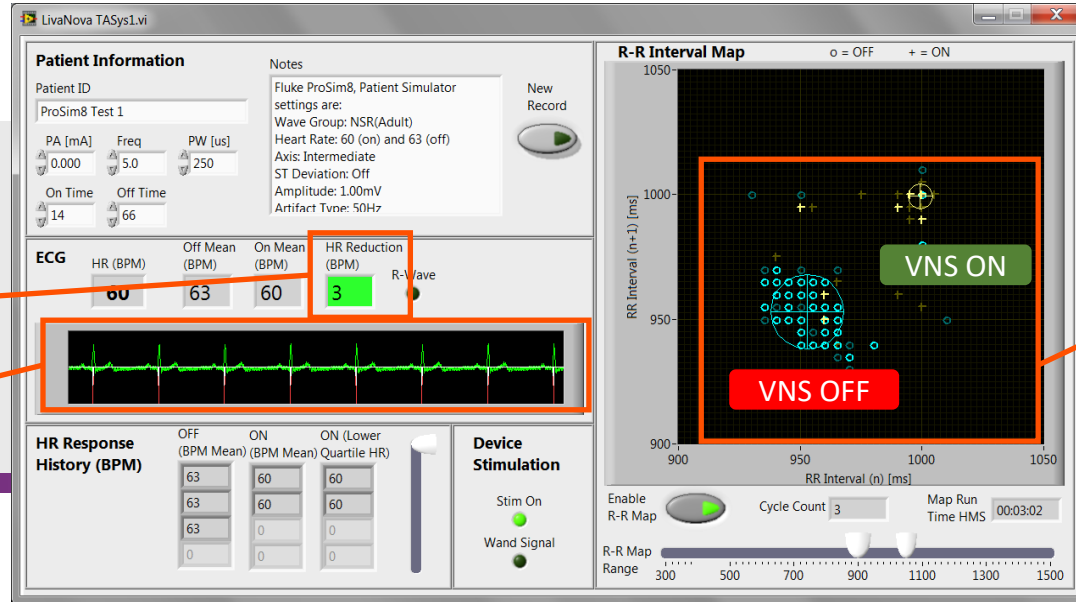 LivaNova TASys1.vi
Patient Information
Patient ID
ProSim8 Test 1
PA [mA] Freq PW [us]
0.000 5.0 250
On Time Off Time
14 66
Notes
Fluke ProSim8, Patient Simulator
settings are:
Wave Group: NSR(Adult)
Heart Rate: 60 (on) and 63 (off)
Axis: Intermediate
ST Deviation: Off
Amplitude: 1.00mV
Artifact Type: 50Hz
New
Record
ECG
HR (BPM)
60
Off Mean
(BPM)
63
On Mean
(BPM)
60
HR Reduction
(BPM)
3
R-Wave
HR Response
History (BPM)
OFF
(BPM Mean)
63
63
63
0
ON
(BPM Mean)
60
60
0
0
ON (Lower
Quartile HR)
60
60
0
0
Device
Stimulation
Stim On
Wand Signal
R-R Interval Map o = OFF + = ON
RR Interval (n+1) [ms]
1050
1000
950
900
VNS ON
VNS OFF
900 950 1000 1050
RR Interval (n) [ms]
Enable
R-R Map
Cycle Count 3
Map Run
Time HMS 00:03:02
R-R Map
Range
300 500 700 900 1100 1300 1500